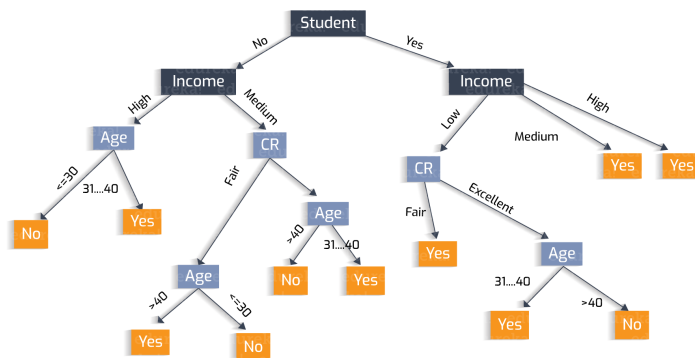 Student
No
Yes
Income
Income
High
Medium
Low
Medium
High
Age
CR
CR
Yes
Yes
<=30
31....40
Fair
Fair
Excellent
No
Yes
Age
Yes
Age
>40
31....40
Age
No
Yes
31....40
>40
>40
<=30
Yes
No
Yes
No